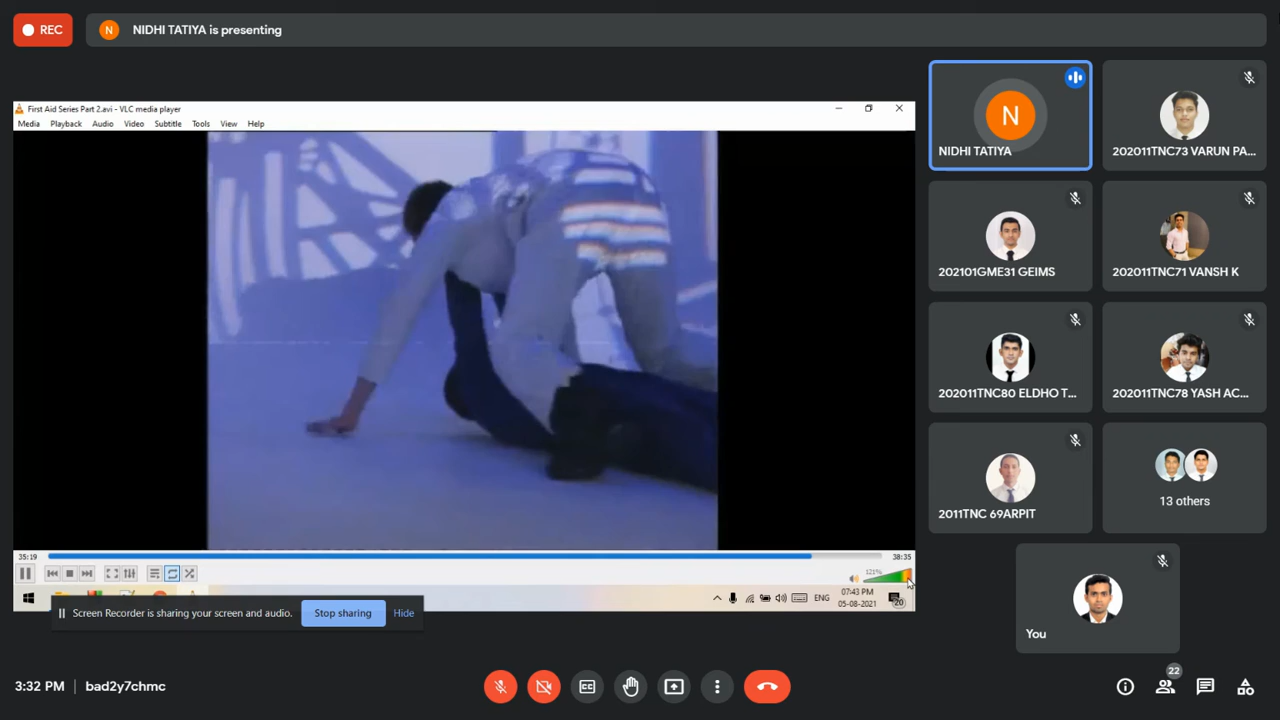 REC
N
NIDHI TATIYA is presenting
First Aid Series Part 2.avi - VLC media player
Media Playback Audio Video Subtitle Tools View Help
35:19
38:35
121%
ENG
07:43 PM
05-08-2021
20
Screen Recorder is sharing your screen and audio.
Stop sharing
Hide
N
NIDHI TATIYA
202011TNC73 VARUN PA...
202101GME31 GEIMS
202011TNC71 VANSH K
202011TNC80 ELDHO T...
202011TNC78 YASH AC...
2011TNC 69ARPIT
13 others
You
3:32 PM
bad2y7chmc
22